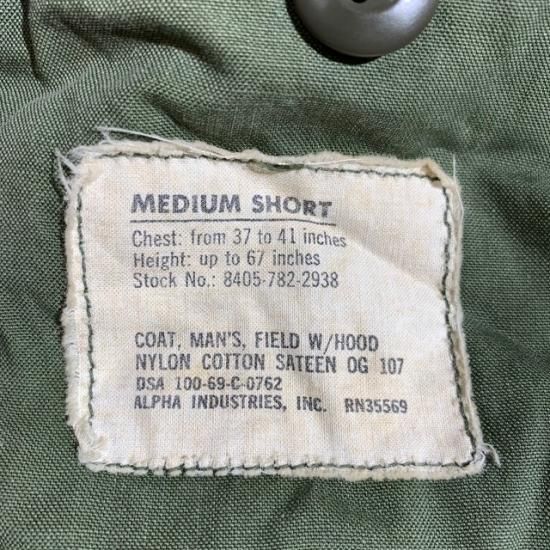 MEDIUM SHORT
Chest: from 37 to 41 inches
Height: up to 67 inches
Stock No.: 8405-782-2938
COAT, MAN'S, FIELD W/HOOD
NYLON COTTON SATEEN OG 107
DSA 100-69-C-0762
ALPHA INDUSTRIES, INC. RN35569